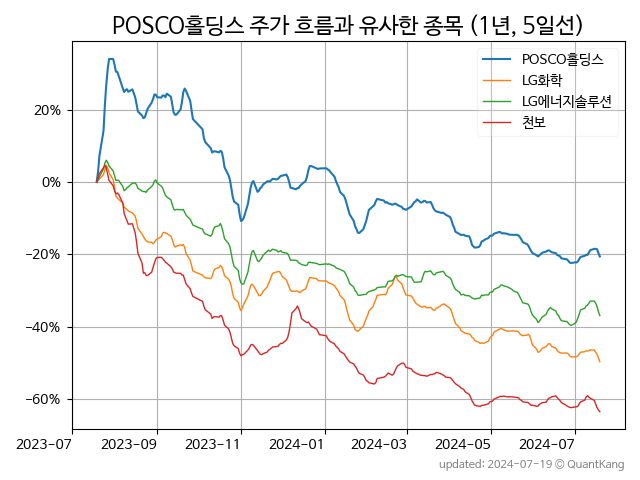 POSCO홀딩스 주가 흐름과 유사한 종목 (1년, 5일선)
POSCO홀딩스
LG화학
LG에너지솔루션
천보
20%
0%
−20%
−40%
−60%
2023-07 2023-09 2023-11 2024-01 2024-03 2024-05 2024-07
updated: 2024-07-19 © QuantKang